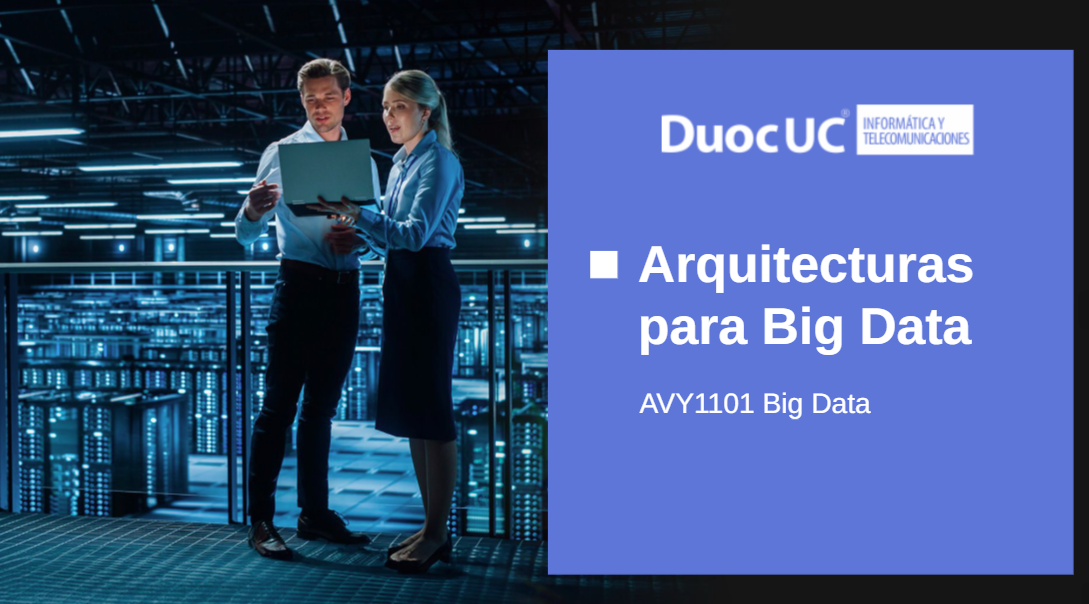 DuocUC®
INFORMÁTICA Y
TELECOMUNICACIONES
Arquitecturas
para Big Data
AVY1101 Big Data